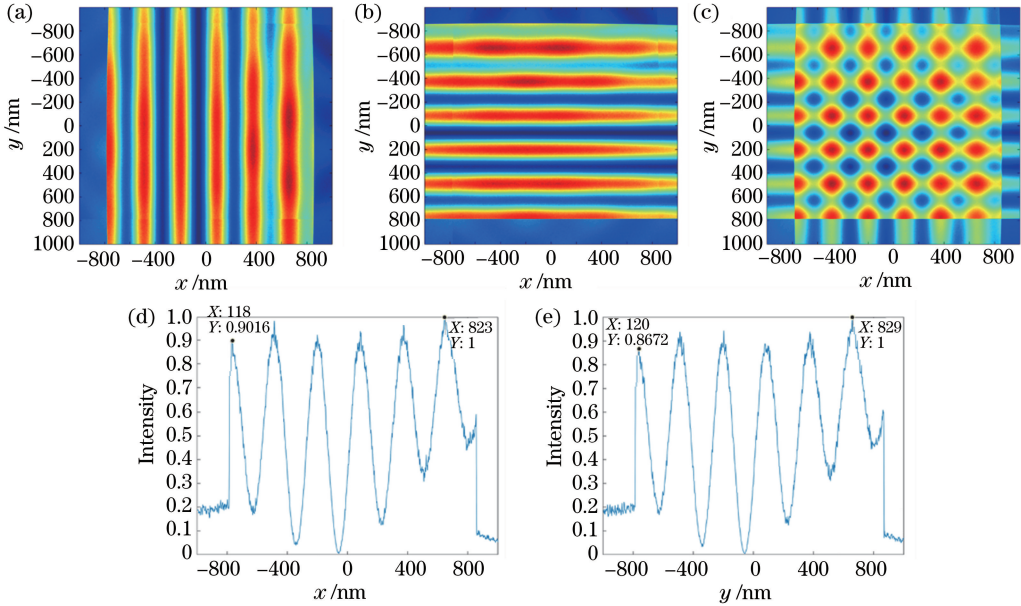 (a)
−800
−600
−400
−200
0
200
400
600
800
1000
y /nm
−800 −400 0 400 800
x /nm
(b)
−800
−600
−400
−200
0
200
400
600
800
1000
y /nm
−800 −400 0 400 800
x /nm
(c)
−800
−600
−400
−200
0
200
400
600
800
1000
y /nm
−800 −400 0 400 800
x /nm
(d)
X: 118
Y: 0.9016
X: 823
Y: 1
1.0
0.9
0.8
0.7
0.6
0.5
0.4
0.3
0.2
0.1
0
Intensity
−800 −400 0 400 800
x /nm
(e)
X: 120
Y: 0.8672
X: 829
Y: 1
1.0
0.9
0.8
0.7
0.6
0.5
0.4
0.3
0.2
0.1
0
Intensity
−800 −400 0 400 800
y /nm